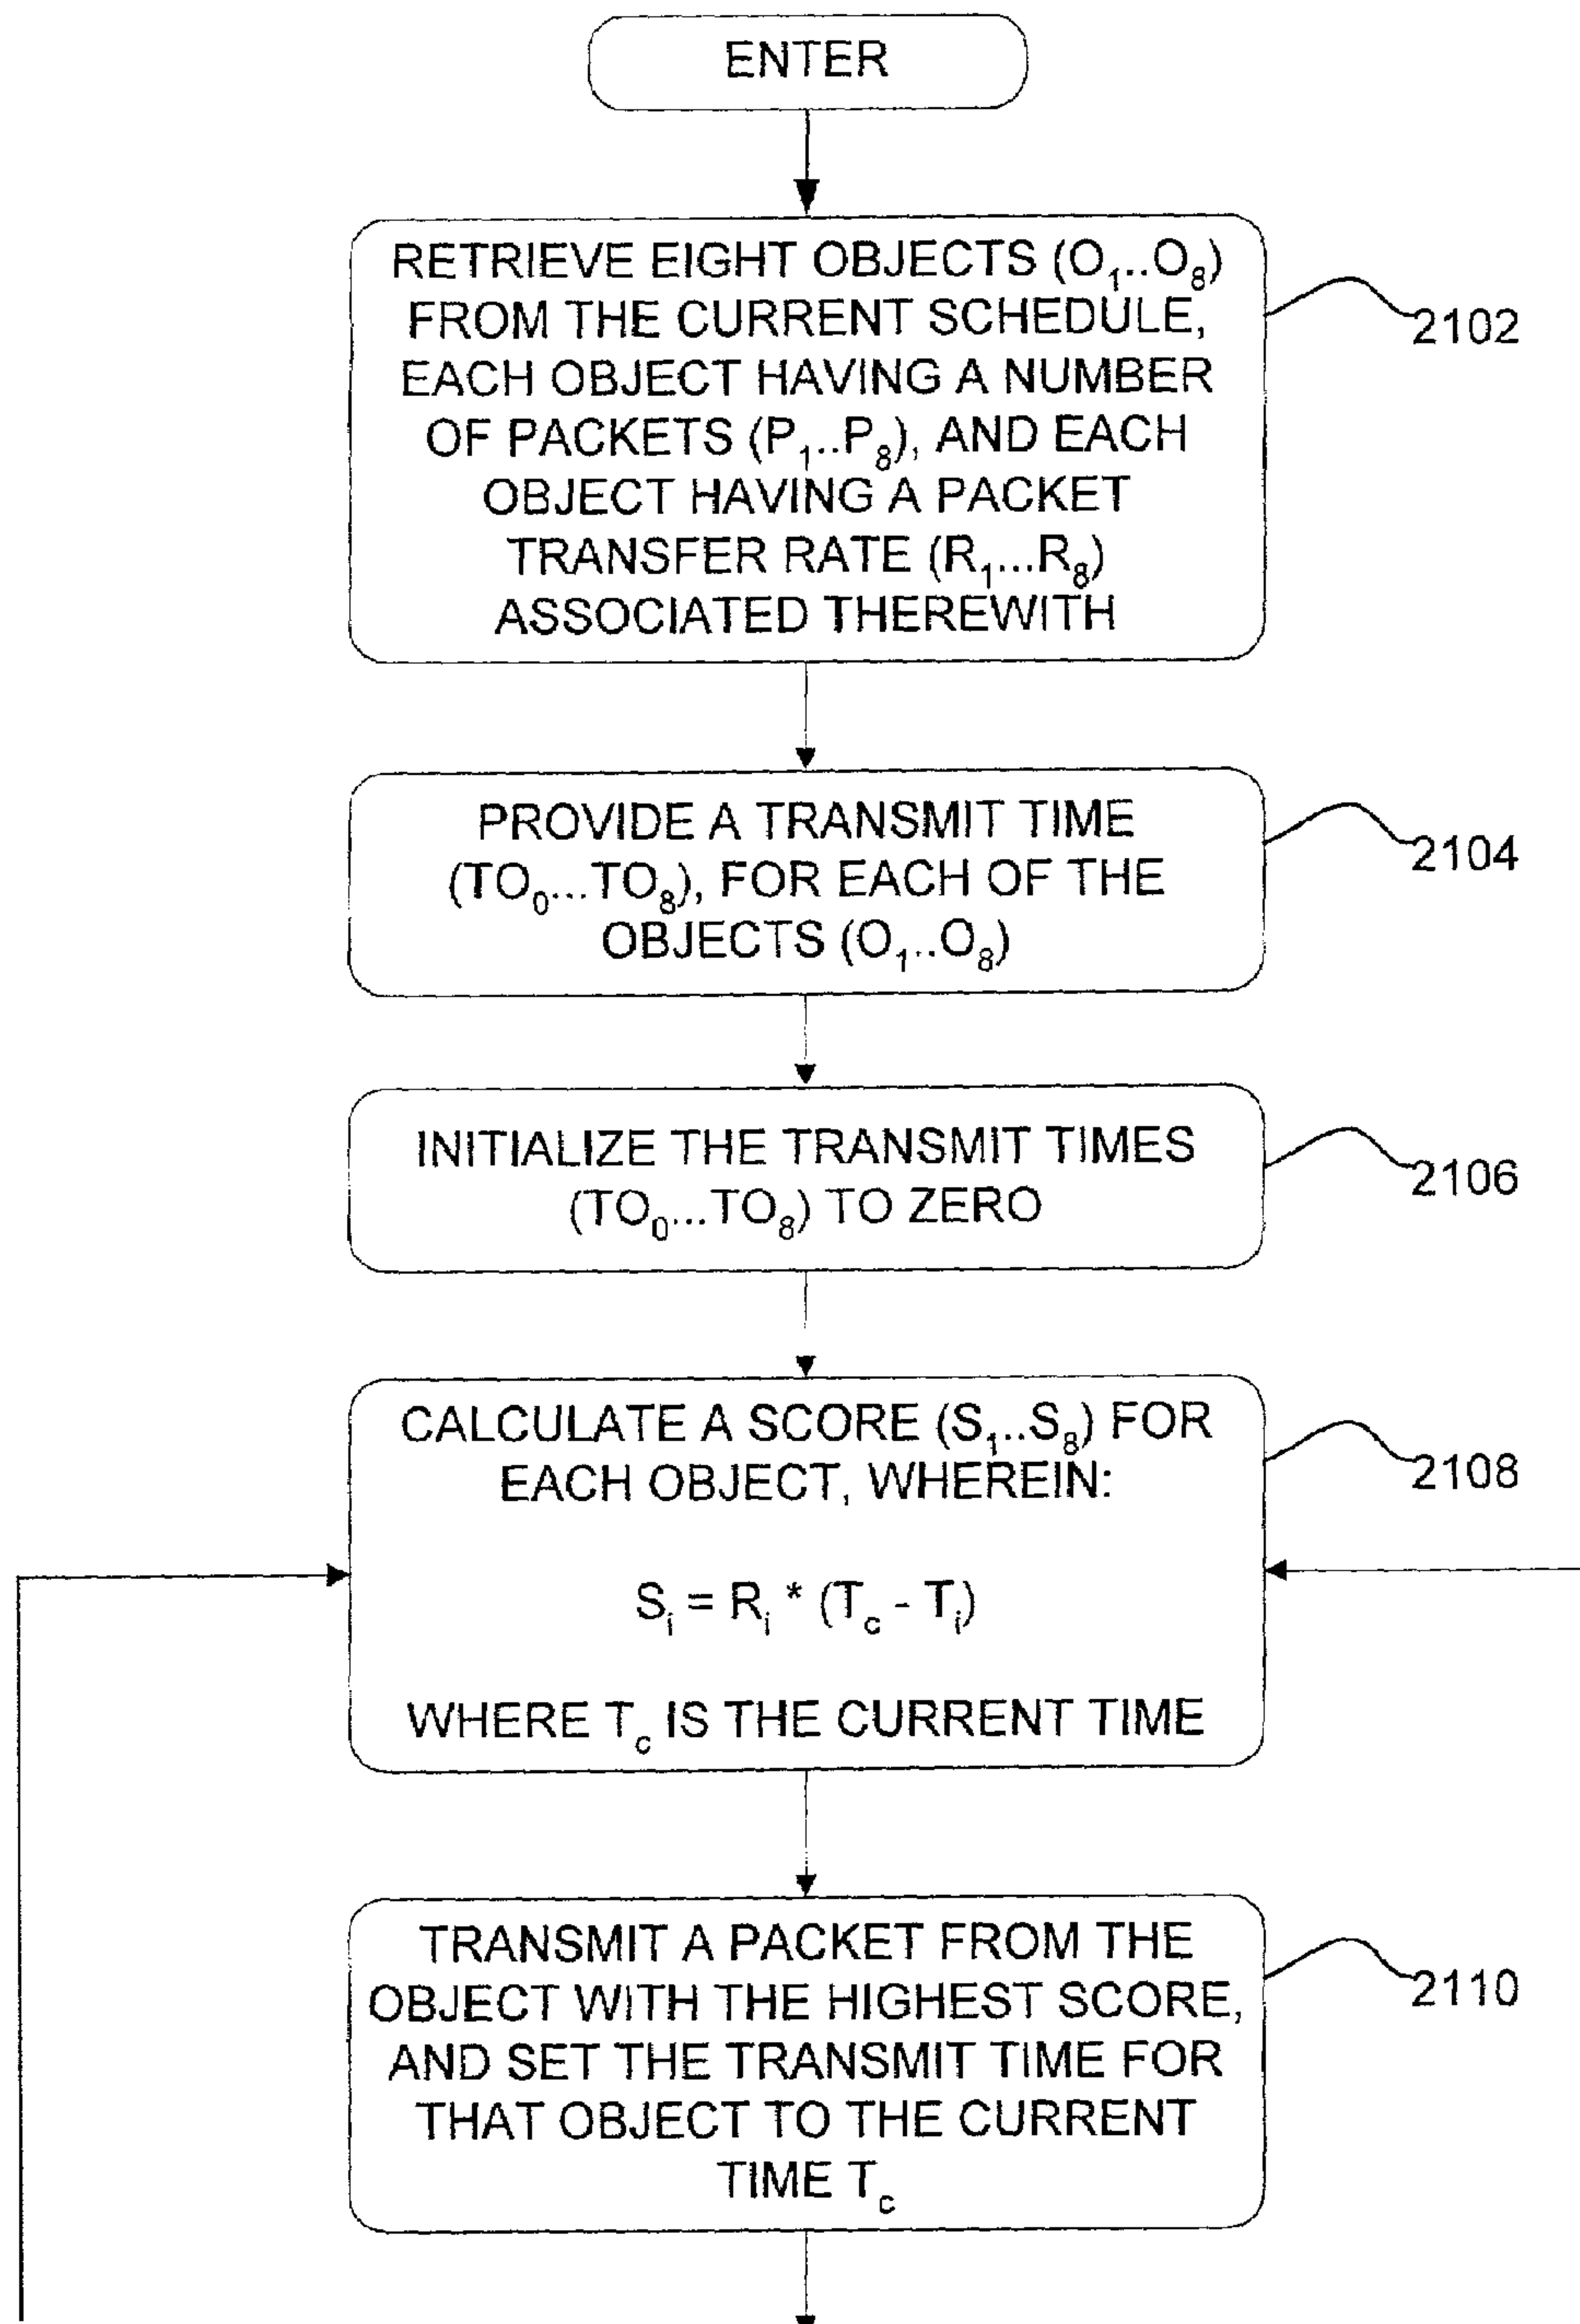 ENTER
RETRIEVE EIGHT OBJECTS (O₁..O₈)
FROM THE CURRENT SCHEDULE,
EACH OBJECT HAVING A NUMBER
OF PACKETS (P₁..P₈), AND EACH
OBJECT HAVING A PACKET
TRANSFER RATE (R₁...R₈)
ASSOCIATED THEREWITH
2102
PROVIDE A TRANSMIT TIME
(TO₀...TO₈), FOR EACH OF THE
OBJECTS (O₁..O₈)
2104
INITIALIZE THE TRANSMIT TIMES
(TO₀...TO₈) TO ZERO
2106
CALCULATE A SCORE (S₁..S₈) FOR
EACH OBJECT, WHEREIN:
Sᵢ = Rᵢ * (T꜀ - Tᵢ)
WHERE T꜀ IS THE CURRENT TIME
2108
TRANSMIT A PACKET FROM THE
OBJECT WITH THE HIGHEST SCORE,
AND SET THE TRANSMIT TIME FOR
THAT OBJECT TO THE CURRENT
TIME T꜀
2110